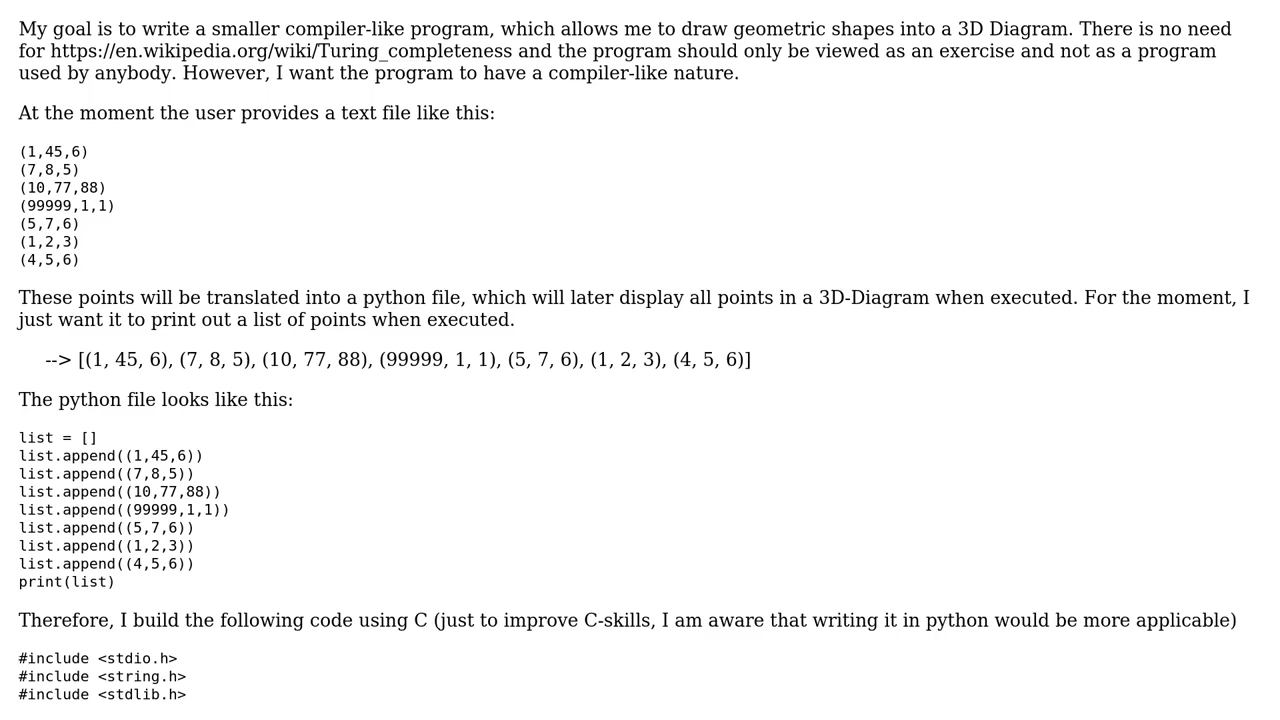 My goal is to write a smaller compiler-like program, which allows me to draw geometric shapes into a 3D Diagram. There is no need
for https://en.wikipedia.org/wiki/Turing_completeness and the program should only be viewed as an exercise and not as a program
used by anybody. However, I want the program to have a compiler-like nature.
At the moment the user provides a text file like this:
(1,45,6)
(7,8,5)
(10,77,88)
(99999,1,1)
(5,7,6)
(1,2,3)
(4,5,6)
These points will be translated into a python file, which will later display all points in a 3D-Diagram when executed. For the moment, I
just want it to print out a list of points when executed.
--> [(1, 45, 6), (7, 8, 5), (10, 77, 88), (99999, 1, 1), (5, 7, 6), (1, 2, 3), (4, 5, 6)]
The python file looks like this:
list = []
list.append((1,45,6))
list.append((7,8,5))
list.append((10,77,88))
list.append((99999,1,1))
list.append((5,7,6))
list.append((1,2,3))
list.append((4,5,6))
print(list)
Therefore, I build the following code using C (just to improve C-skills, I am aware that writing it in python would be more applicable)
#include <stdio.h>
#include <string.h>
#include <stdlib.h>